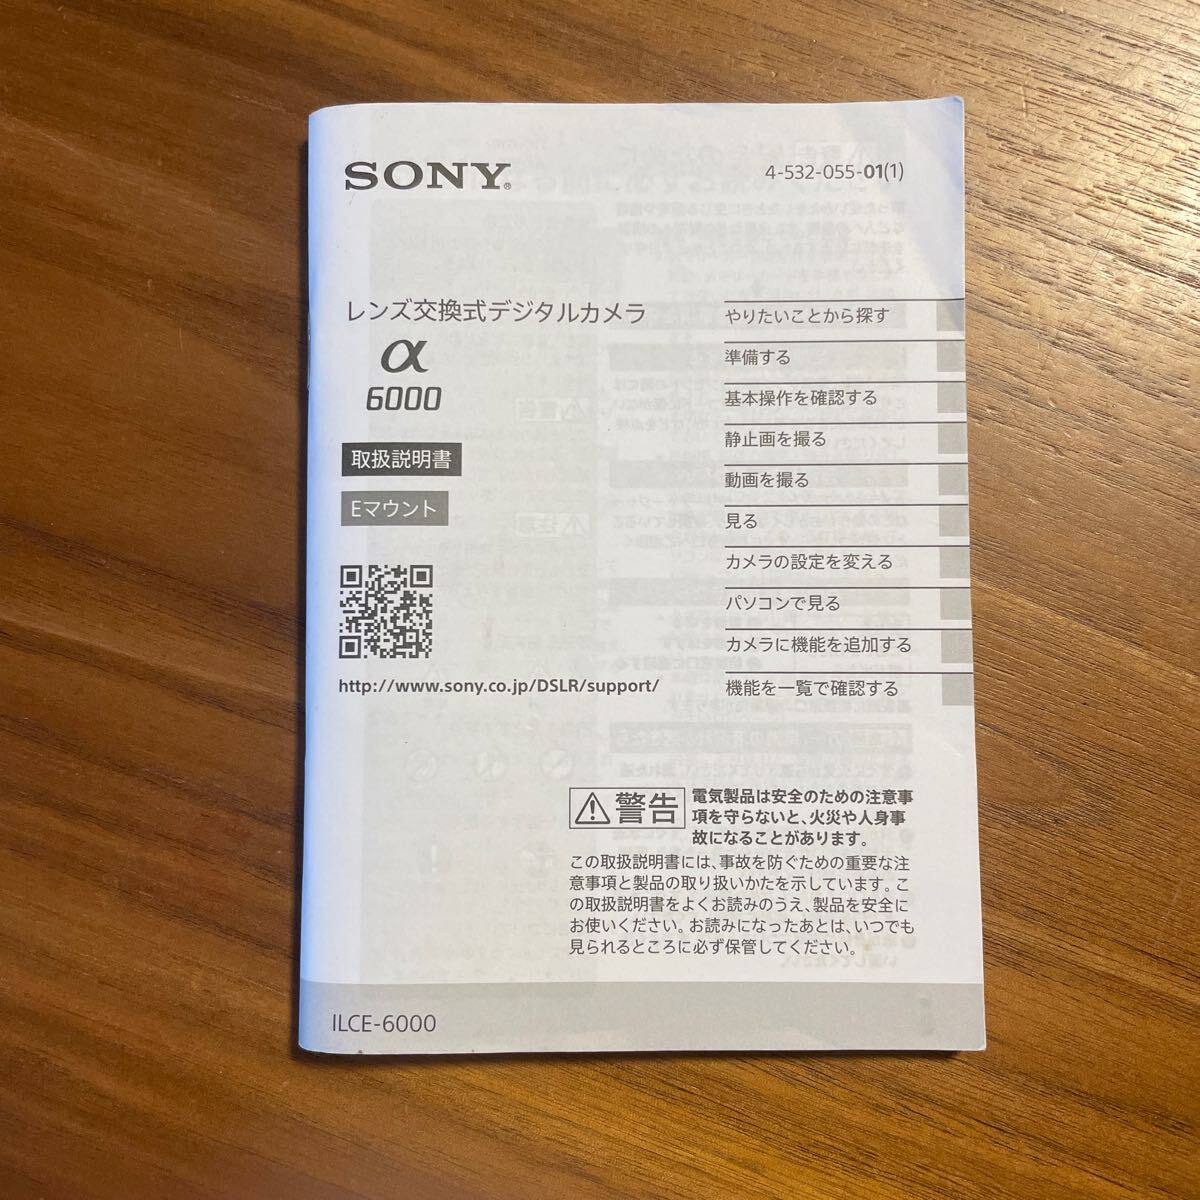 SONY®
4-532-055-01(1)
レンズ交換式デジタルカメラ
α
6000
取扱説明書
Eマウント
http://www.sony.co.jp/DSLR/support/
やりたいことから探す
準備する
基本操作を確認する
静止画を撮る
動画を撮る
見る
カメラの設定を変える
パソコンで見る
カメラに機能を追加する
機能を一覧で確認する
警告
電気製品は安全のための注意事
項を守らないと、火災や人身事
故になることがあります。
この取扱説明書には、事故を防ぐための重要な注
意事項と製品の取り扱いかたを示しています。こ
の取扱説明書をよくお読みのうえ、製品を安全に
お使いください。お読みになったあとは、いつでも
見られるところに必ず保管してください。
ILCE-6000